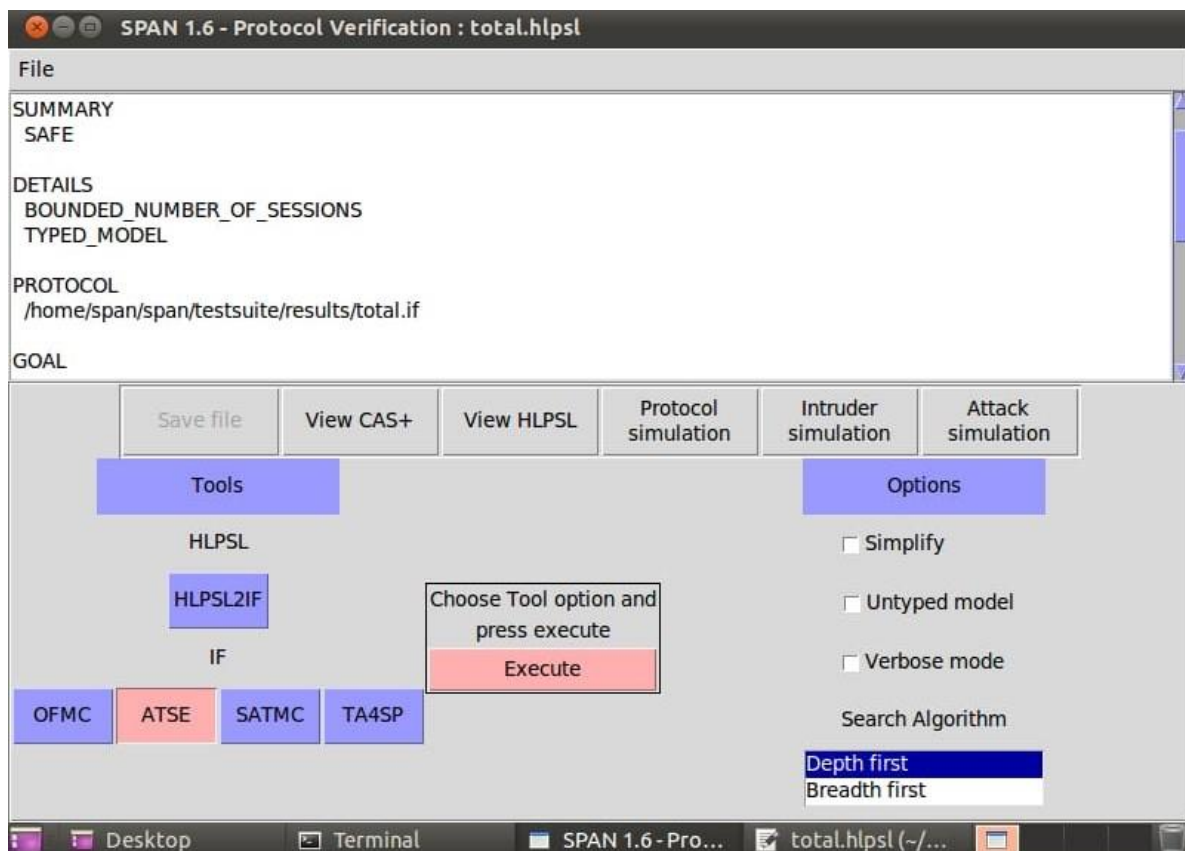 SPAN 1.6 - Protocol Verification : total.hlpsl
File
SUMMARY
SAFE
DETAILS
BOUNDED_NUMBER_OF_SESSIONS
TYPED_MODEL
PROTOCOL
/home/span/span/testsuite/results/total.if
GOAL
Save file
View CAS+
View HLPSL
Protocol
simulation
Intruder
simulation
Attack
simulation
Tools
Options
HLPSL
Simplify
HLPSL2IF
Choose Tool option and
press execute
Untyped model
IF
Execute
Verbose mode
OFMC
ATSE
SATMC
TA4SP
Search Algorithm
Depth first
Breadth first
Desktop
Terminal
SPAN 1.6 - Pro...
total.hlpsl (~/...